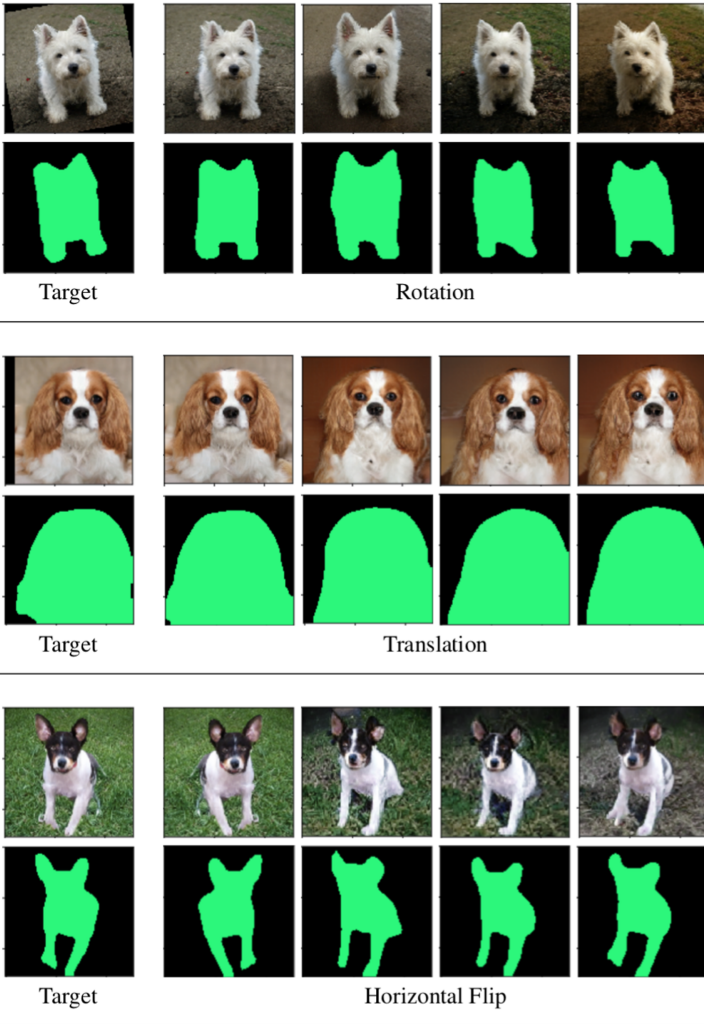 Target
Rotation
Target
Translation
Target
Horizontal Flip